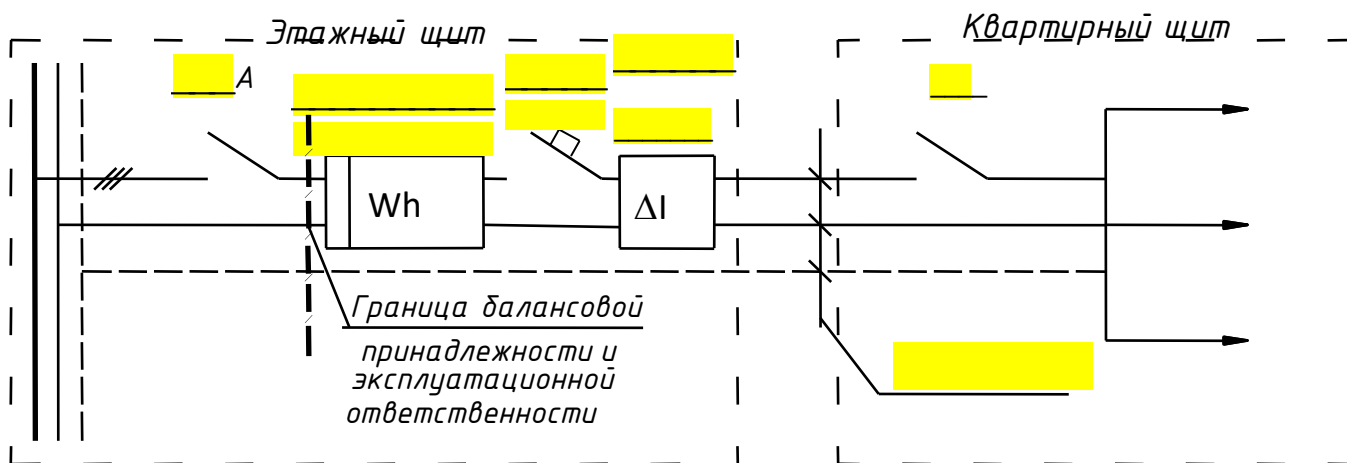 Этажный щит
Квартирный щит
А
Wh
ΔI
Граница балансовой
принадлежности и
эксплуатационной
ответственности